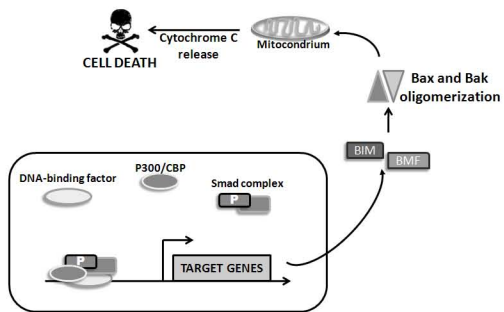 CELL DEATH
Cytochrome C
release
Mitocondrium
Bax and Bak
oligomerization
BIM
BMF
DNA-binding factor
P300/CBP
Smad complex
P
P
TARGET GENES